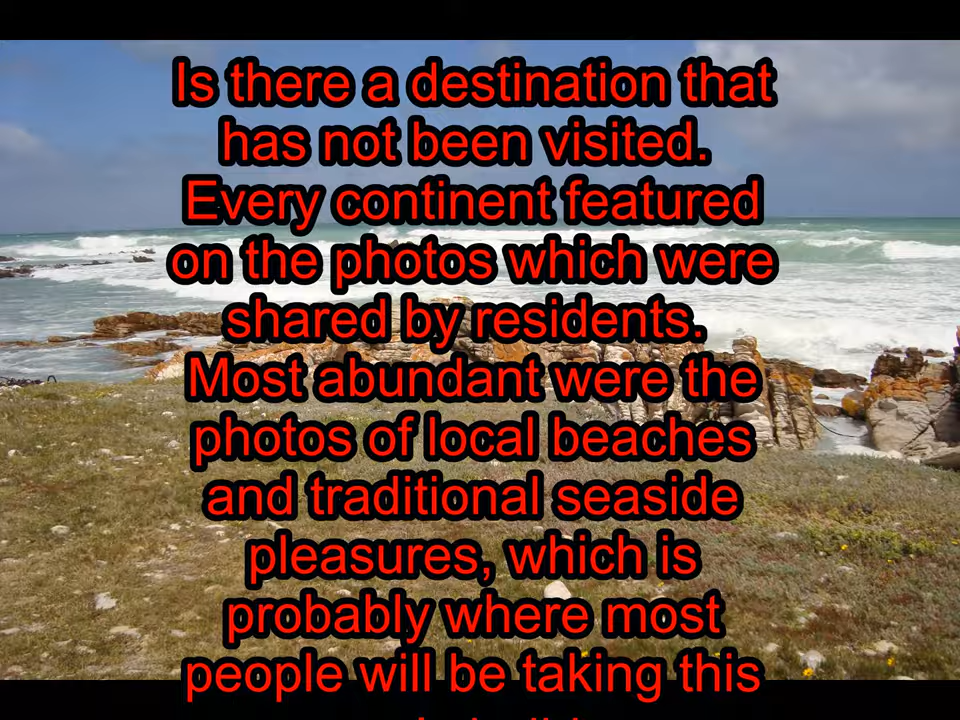 Is there a destination that
has not been visited.
Every continent featured
on the photos which were
shared by residents.
Most abundant were the
photos of local beaches
and traditional seaside
pleasures, which is
probably where most
people will be taking this